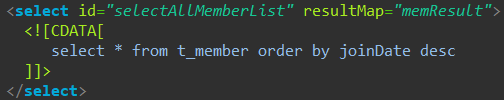 <select id="selectAllMemberList" resultMap="memResult">
<![CDATA[
select * from t_member order by joinDate desc
]]>
</select>